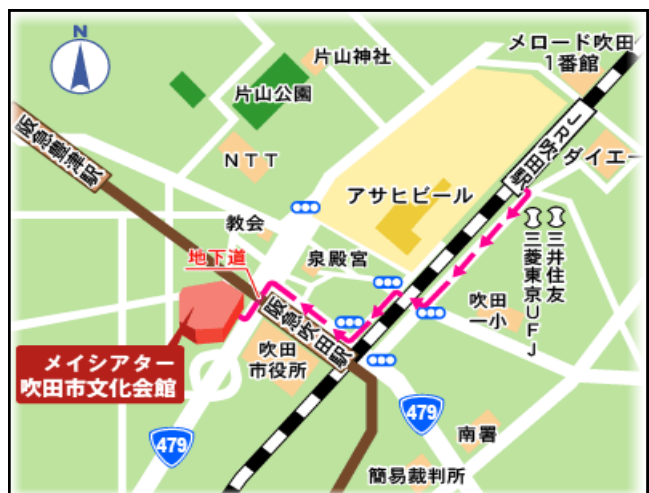 N
メロード吹田
1番館
片山神社
片山公園
阪急豊津駅
JR吹田駅
NTT
ダイエー
アサヒビール
教会
三井住友
三菱東京UFJ
地下道
泉殿宮
吹田
一小
阪急吹田駅
メイシアター
吹田市文化会館
吹田
市役所
479
479
南署
簡易裁判所